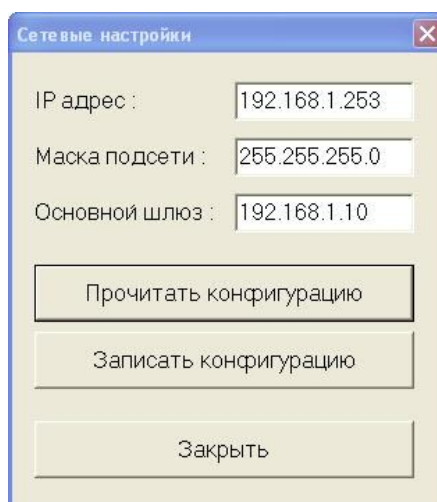 Сетевые настройки
IP адрес : 192.168.1.253
Маска подсети : 255.255.255.0
Основной шлюз : 192.168.1.10
Прочитать конфигурацию
Записать конфигурацию
Закрыть